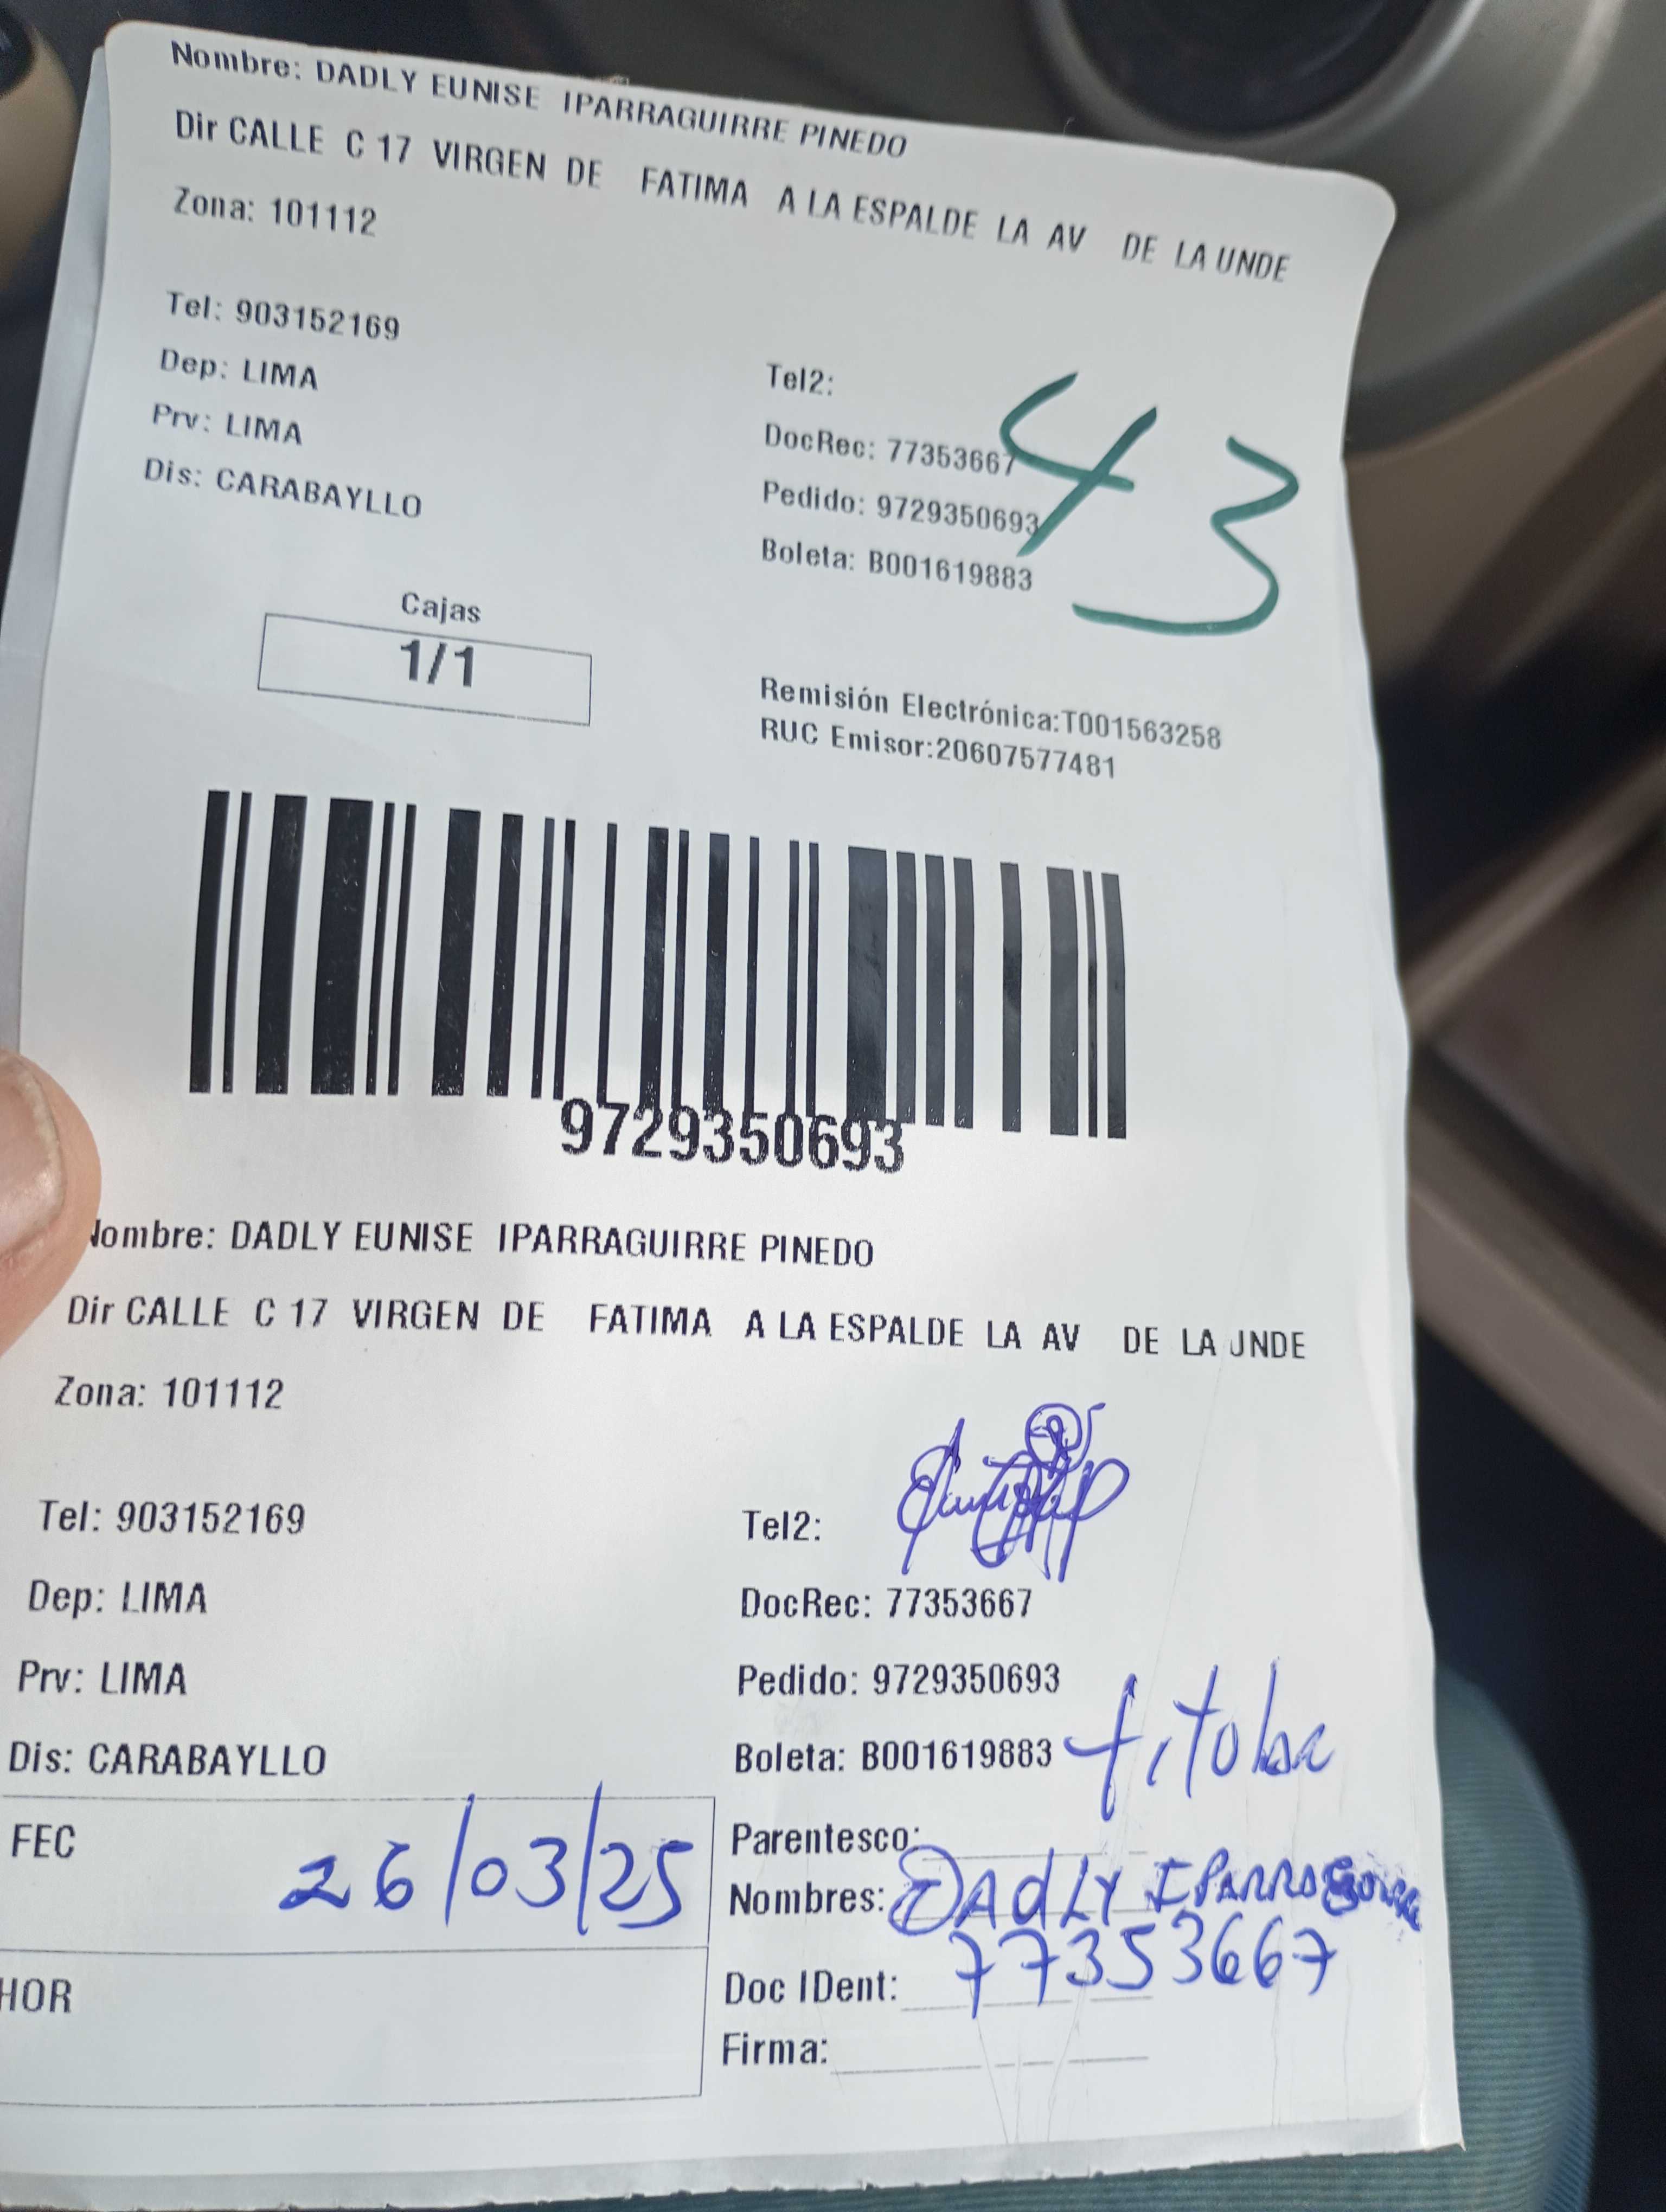 Nombre: DADLY EUNISE IPARRAGUIRRE PINEDO
Dir CALLE C 17 VIRGEN DE FATIMA A LA ESPALDE LA AV DE LA UNDE
Zona: 101112
Tel: 903152169
Tel2:
Dep: LIMA
DocRec: 77353667
Prv: LIMA
Pedido: 9729350693
Dis: CARABAYLLO
Boleta: B001619883
43
Cajas
1/1
Remisión Electrónica:T001563258
RUC Emisor:20607577481
9729350693
Nombre: DADLY EUNISE IPARRAGUIRRE PINEDO
Dir CALLE C 17 VIRGEN DE FATIMA A LA ESPALDE LA AV DE LA UNDE
Zona: 101112
Tel: 903152169
Tel2:
Dep: LIMA
DocRec: 77353667
Prv: LIMA
Pedido: 9729350693
Dis: CARABAYLLO
Boleta: B001619883
FEC 26/03/25
Parentesco:
Nombres: DADLY
HOR
Doc IDent: 77353667
Firma: